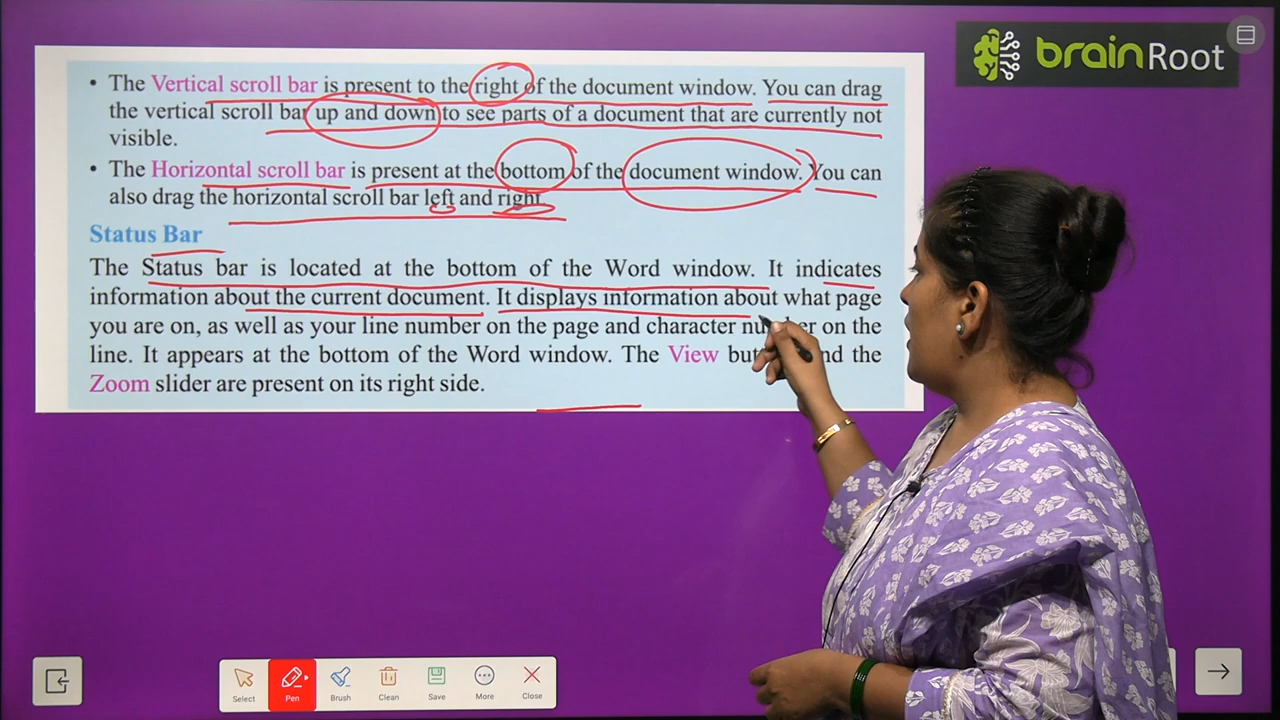 brainRoot
• The Vertical scroll bar is present to the right of the document window. You can drag
the vertical scroll bar up and down to see parts of a document that are currently not
visible.
• The Horizontal scroll bar is present at the bottom of the document window. You can
also drag the horizontal scroll bar left and right.
Status Bar
The Status bar is located at the bottom of the Word window. It indicates
information about the current document. It displays information about what page
you are on, as well as your line number on the page and character number on the
line. It appears at the bottom of the Word window. The View and the
Zoom slider are present on its right side.
Select
Pen
Brush
Clean
Save
More
Close